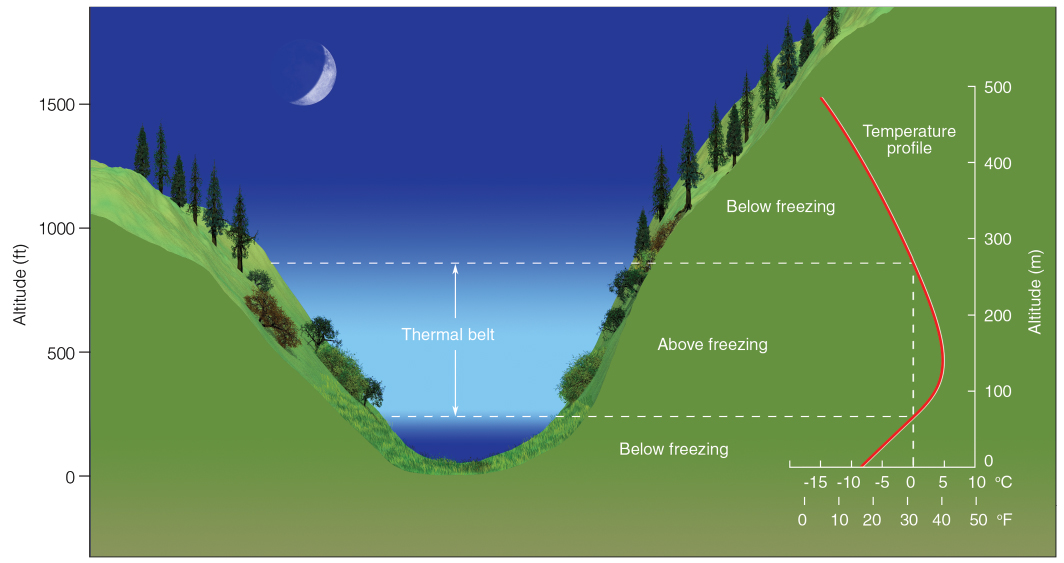 Altitude (ft)
1500
1000
500
0
Thermal belt
Below freezing
Above freezing
Below freezing
Temperature
profile
500
400
300
200
100
0
Altitude (m)
-15 -10 -5 0 5 10 °C
0 10 20 30 40 50 °F